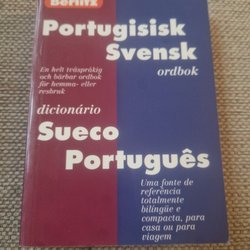 Berlitz
Portugisisk
Svensk
ordbok
En helt tvåspråkig
och bärbar ordbok
för hemma- eller
resbruk
dicionário
Sueco
Português
Uma fonte de
referência
totalmente
bilingüe e
compacta, para
casa ou para
viagem